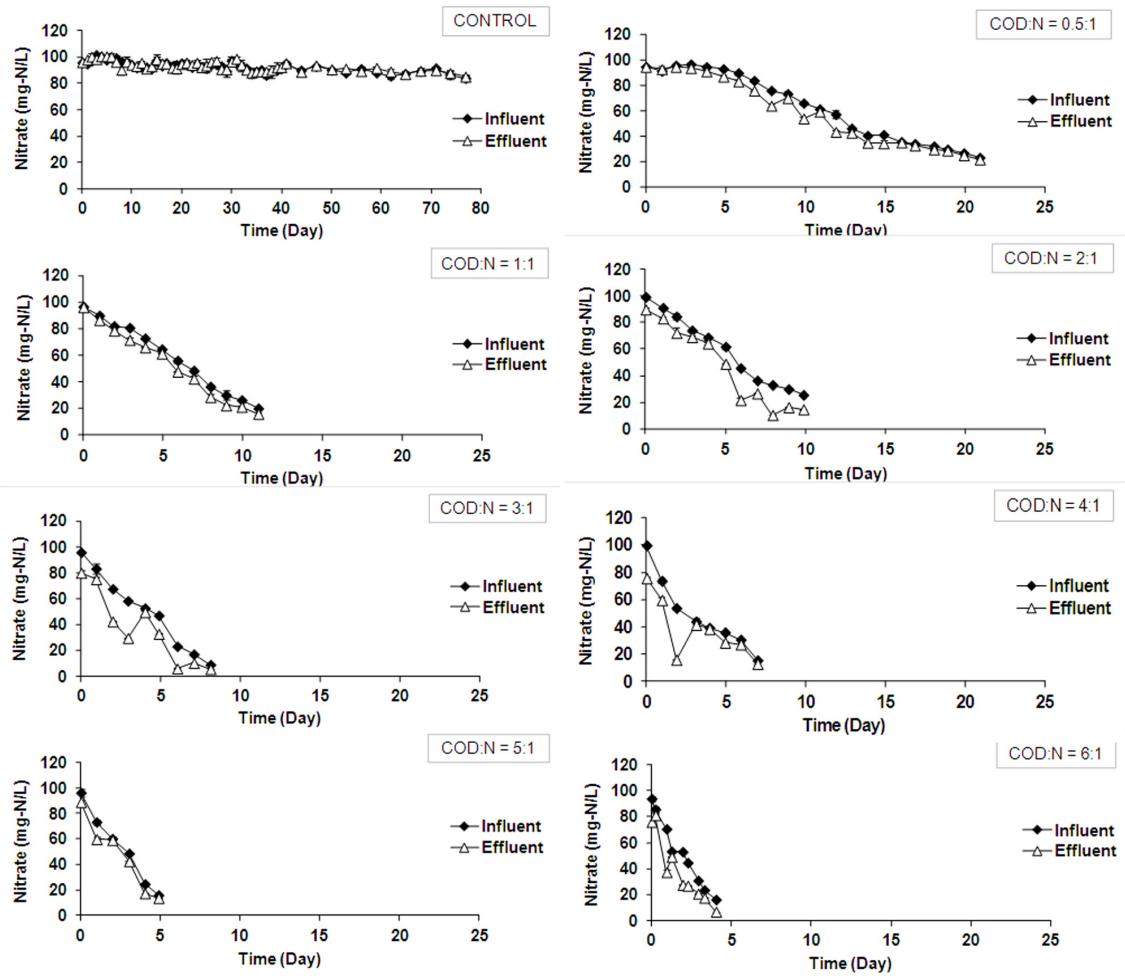 CONTROL
Nitrate (mg-N/L)
120
100
80
60
40
20
0
0 10 20 30 40 50 60 70 80
Time (Day)
Influent
Effluent
COD:N = 0.5:1
Nitrate (mg-N/L)
120
100
80
60
40
20
0
0 5 10 15 20 25
Time (Day)
Influent
Effluent
COD:N = 1:1
Nitrate (mg-N/L)
120
100
80
60
40
20
0
0 5 10 15 20 25
Time (Day)
Influent
Effluent
COD:N = 2:1
Nitrate (mg-N/L)
120
100
80
60
40
20
0
0 5 10 15 20 25
Time (Day)
Influent
Effluent
COD:N = 3:1
Nitrate (mg-N/L)
120
100
80
60
40
20
0
0 5 10 15 20 25
Time (Day)
Influent
Effluent
COD:N = 4:1
Nitrate (mg-N/L)
120
100
80
60
40
20
0
0 5 10 15 20 25
Time (Day)
Influent
Effluent
COD:N = 5:1
Nitrate (mg-N/L)
120
100
80
60
40
20
0
0 5 10 15 20 25
Time (Day)
Influent
Effluent
COD:N = 6:1
Nitrate (mg-N/L)
120
100
80
60
40
20
0
0 5 10 15 20 25
Time (Day)
Influent
Effluent